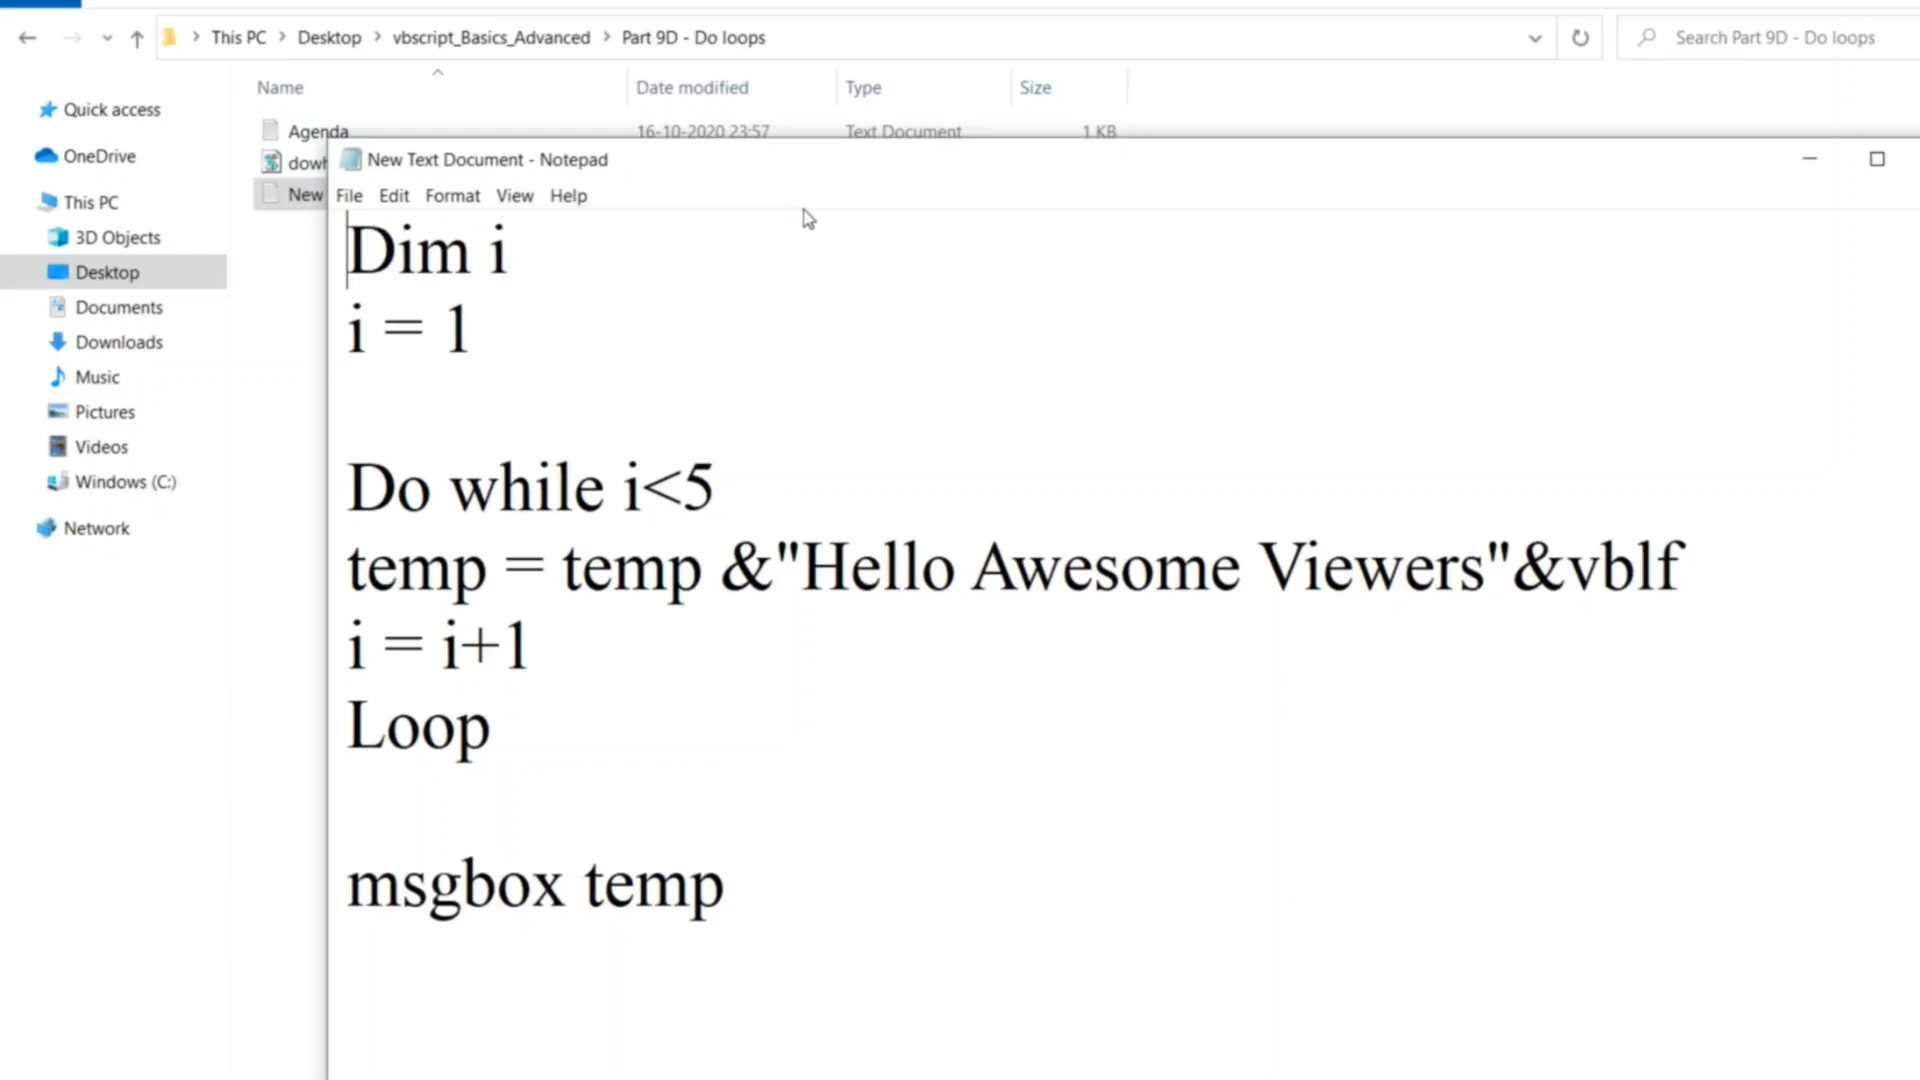 This PC > Desktop > vbscript_Basics_Advanced > Part 9D - Do loops
Search Part 9D - Do loops
Name Date modified Type Size
Quick access
OneDrive
This PC
3D Objects
Desktop
Documents
Downloads
Music
Pictures
Videos
Windows (C:)
Network
Agenda 16-10-2020 23:57 Text Document 1 KB
New
New Text Document - Notepad
File Edit Format View Help
Dim i
i = 1
Do while i<5
temp = temp &"Hello Awesome Viewers"&vblf
i = i+1
Loop
msgbox temp